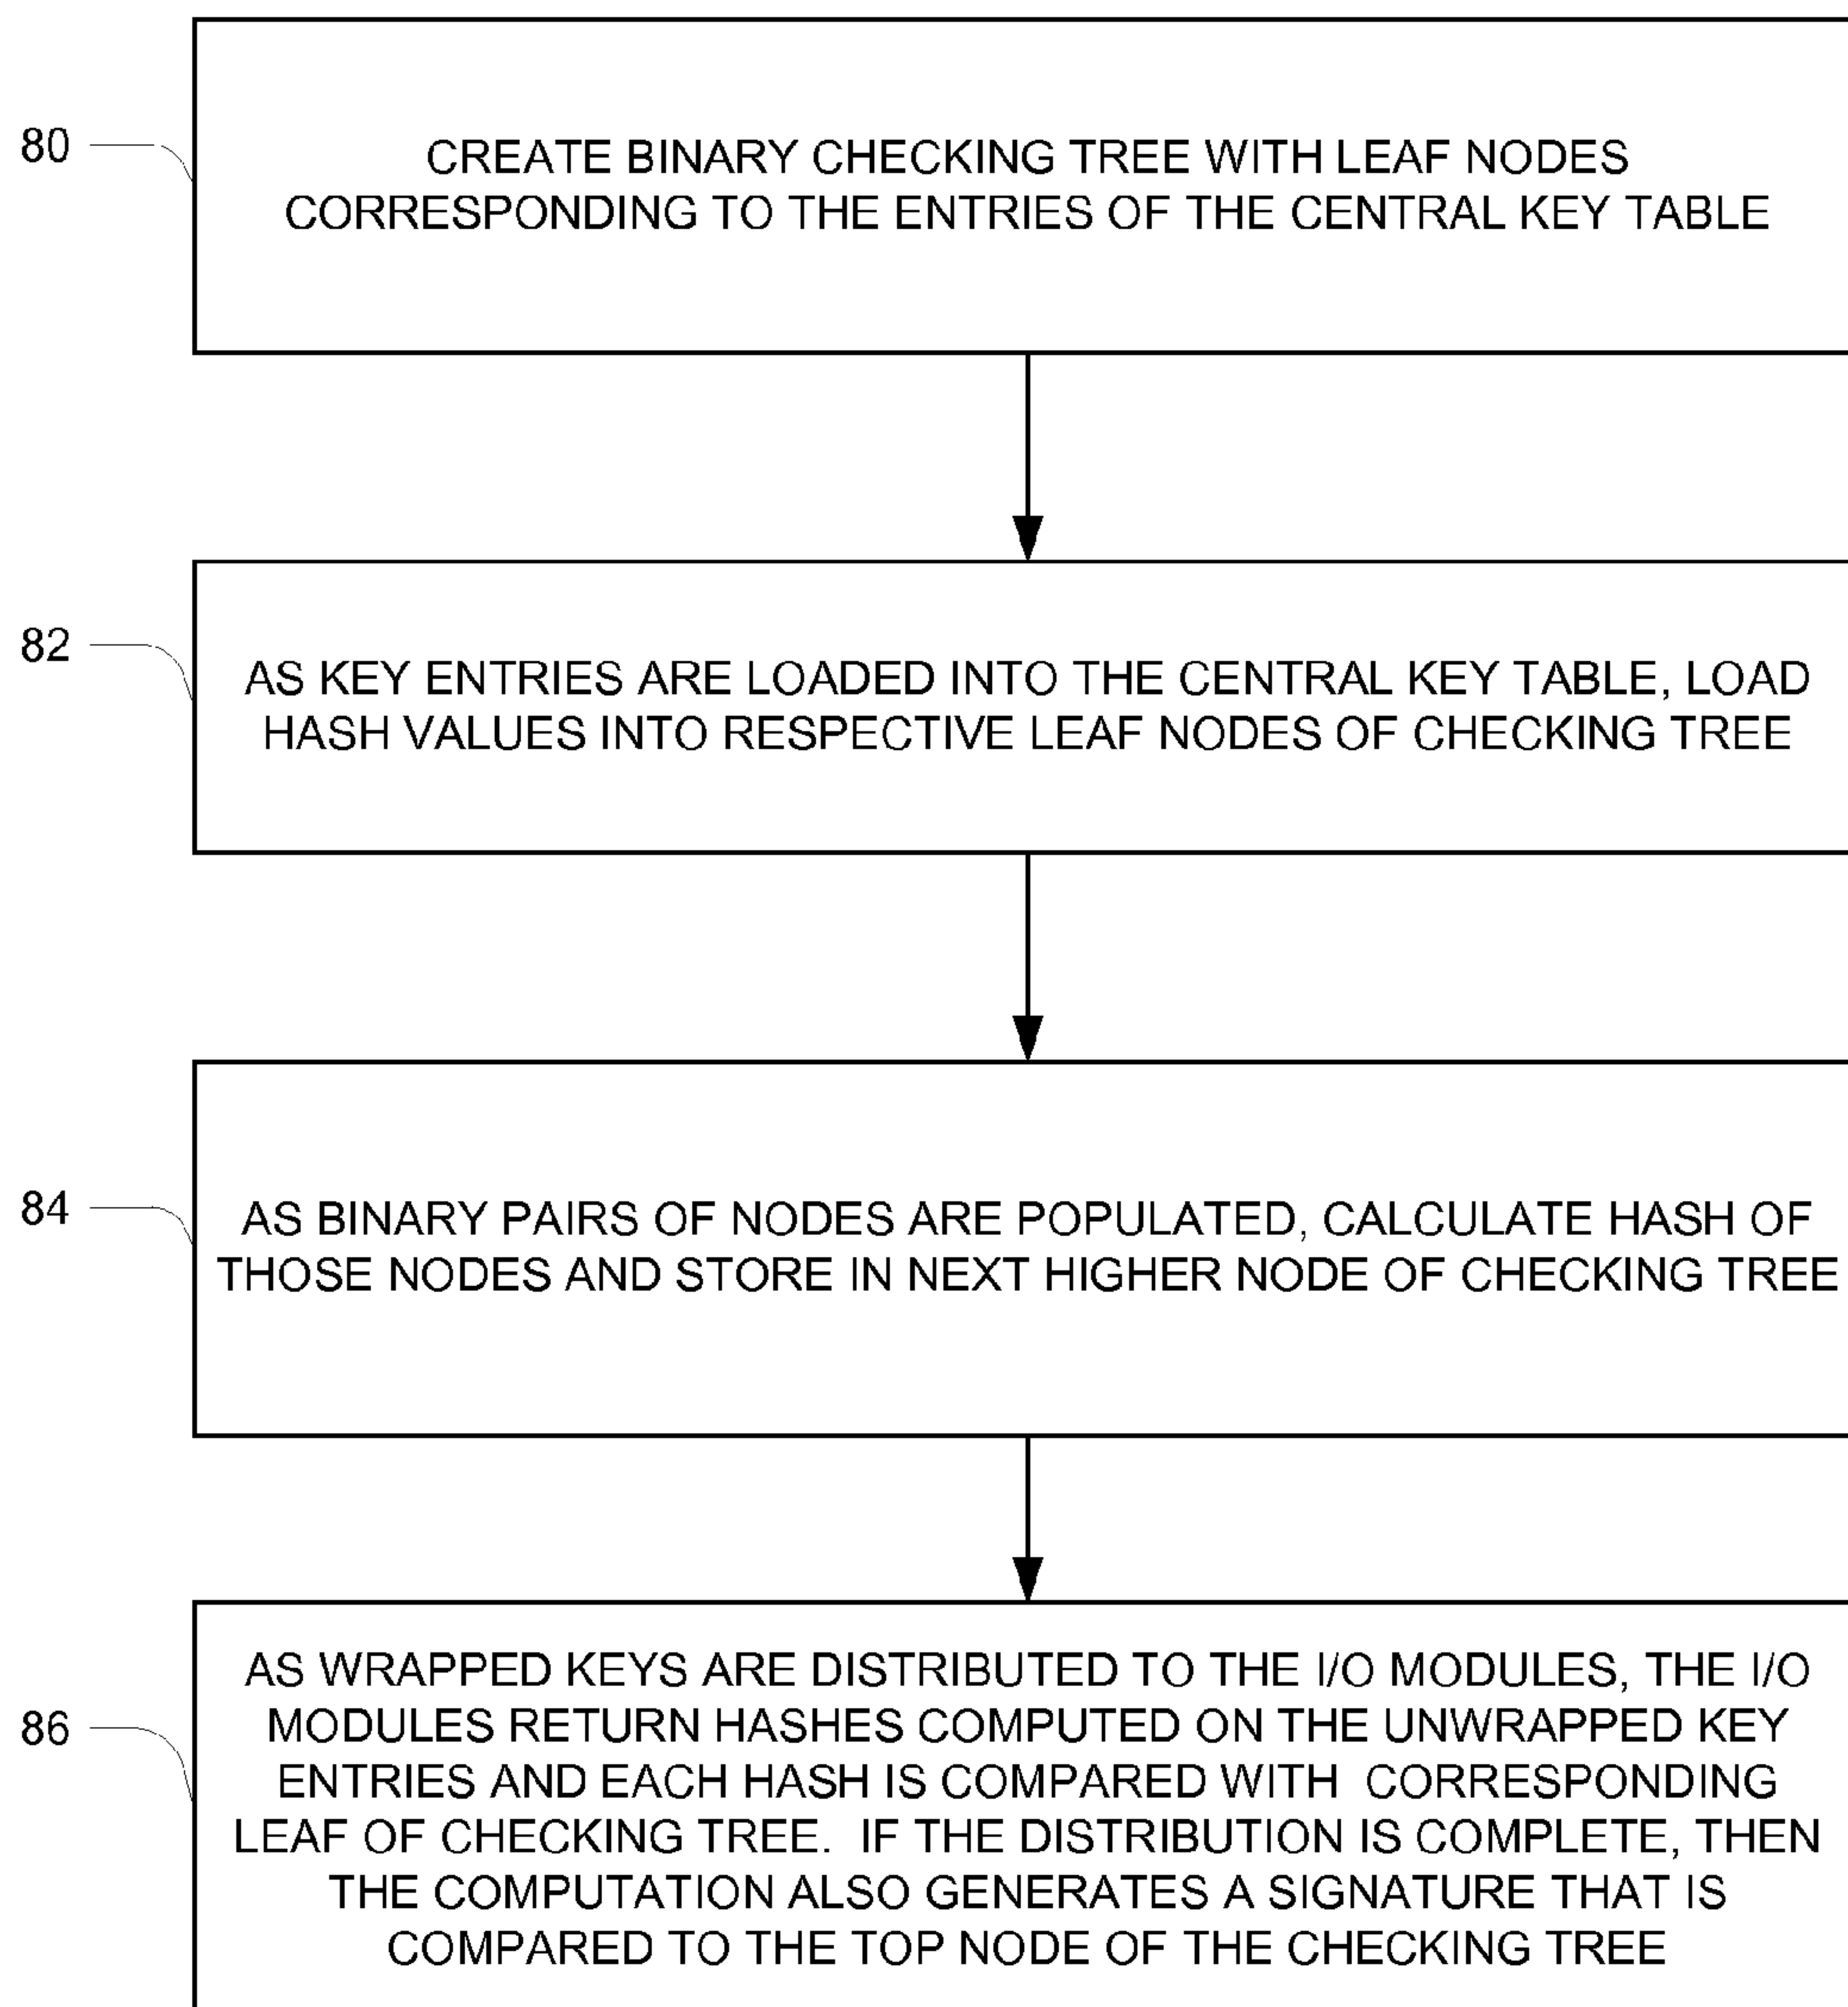 80
CREATE BINARY CHECKING TREE WITH LEAF NODES
CORRESPONDING TO THE ENTRIES OF THE CENTRAL KEY TABLE
82
AS KEY ENTRIES ARE LOADED INTO THE CENTRAL KEY TABLE, LOAD
HASH VALUES INTO RESPECTIVE LEAF NODES OF CHECKING TREE
84
AS BINARY PAIRS OF NODES ARE POPULATED, CALCULATE HASH OF
THOSE NODES AND STORE IN NEXT HIGHER NODE OF CHECKING TREE
86
AS WRAPPED KEYS ARE DISTRIBUTED TO THE I/O MODULES, THE I/O
MODULES RETURN HASHES COMPUTED ON THE UNWRAPPED KEY
ENTRIES AND EACH HASH IS COMPARED WITH CORRESPONDING
LEAF OF CHECKING TREE. IF THE DISTRIBUTION IS COMPLETE, THEN
THE COMPUTATION ALSO GENERATES A SIGNATURE THAT IS
COMPARED TO THE TOP NODE OF THE CHECKING TREE